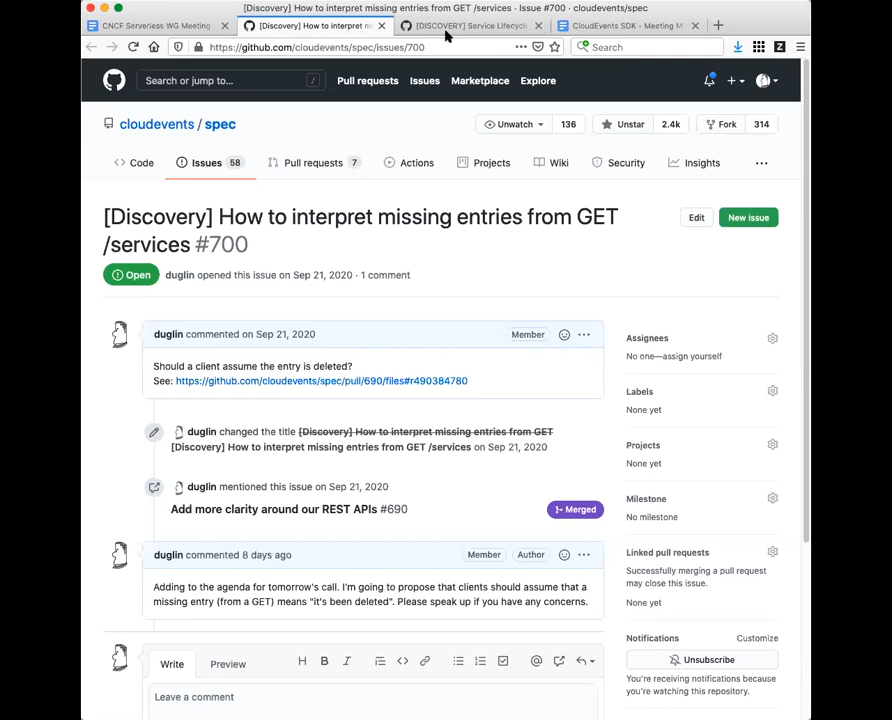 [Discovery] How to interpret missing entries from GET /services · Issue #700 · cloudevents/spec
CNCF Serverless WG Meeting
[Discovery] How to interpret mi
[DISCOVERY] Service Lifecycl
CloudEvents SDK - Meeting M
https://github.com/cloudevents/spec/issues/700
Search
Search or jump to...
/
Pull requests
Issues
Marketplace
Explore
cloudevents / spec
Unwatch
136
Unstar
2.4k
Fork
314
Code
Issues 58
Pull requests 7
Actions
Projects
Wiki
Security
Insights
[Discovery] How to interpret missing entries from GET
/services #700
Edit
New issue
Open
duglin opened this issue on Sep 21, 2020 · 1 comment
duglin commented on Sep 21, 2020
Member
Should a client assume the entry is deleted?
See: https://github.com/cloudevents/spec/pull/690/files#r490384780
duglin changed the title [Discovery] How to interpret missing entries from GET
[Discovery] How to interpret missing entries from GET /services on Sep 21, 2020
duglin mentioned this issue on Sep 21, 2020
Add more clarity around our REST APIs #690
Merged
duglin commented 8 days ago
Member
Author
Adding to the agenda for tomorrow's call. I'm going to propose that clients should assume that a
missing entry (from a GET) means "it's been deleted". Please speak up if you have any concerns.
Write
Preview
H B I
Leave a comment
Assignees
No one—assign yourself
Labels
None yet
Projects
None yet
Milestone
No milestone
Linked pull requests
Successfully merging a pull request
may close this issue.
None yet
Notifications
Customize
Unsubscribe
You're receiving notifications because
you're watching this repository.